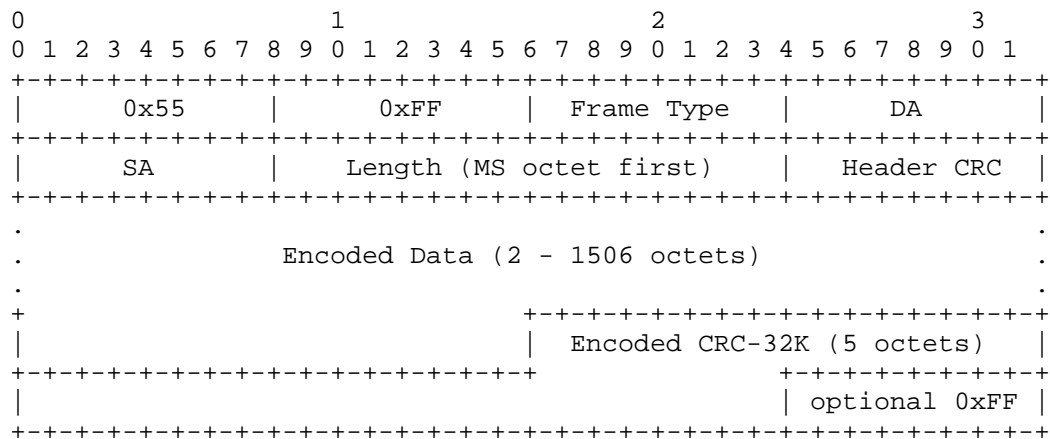 0                   1                   2                   3
0 1 2 3 4 5 6 7 8 9 0 1 2 3 4 5 6 7 8 9 0 1 2 3 4 5 6 7 8 9 0 1
+-+-+-+-+-+-+-+-+-+-+-+-+-+-+-+-+-+-+-+-+-+-+-+-+-+-+-+-+-+-+-+-+
|      0x55     |      0xFF     |  Frame Type   |      DA       |
+-+-+-+-+-+-+-+-+-+-+-+-+-+-+-+-+-+-+-+-+-+-+-+-+-+-+-+-+-+-+-+-+
|      SA       |    Length (MS octet first)    |   Header CRC  |
+-+-+-+-+-+-+-+-+-+-+-+-+-+-+-+-+-+-+-+-+-+-+-+-+-+-+-+-+-+-+-+-+
.                                                               .
.                Encoded Data (2 - 1506 octets)                 .
.                                                               .
+                               +-+-+-+-+-+-+-+-+-+-+-+-+-+-+-+-+
|                               |  Encoded CRC-32K (5 octets)   |
+-+-+-+-+-+-+-+-+-+-+-+-+-+-+-+-+               +-+-+-+-+-+-+-+-+
|                                               | optional 0xFF |
+-+-+-+-+-+-+-+-+-+-+-+-+-+-+-+-+-+-+-+-+-+-+-+-+-+-+-+-+-+-+-+-+